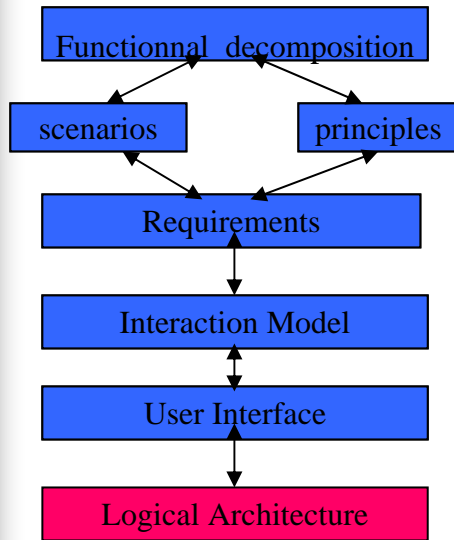 Functionnal decomposition
scenarios
principles
Requirements
Interaction Model
User Interface
Logical Architecture